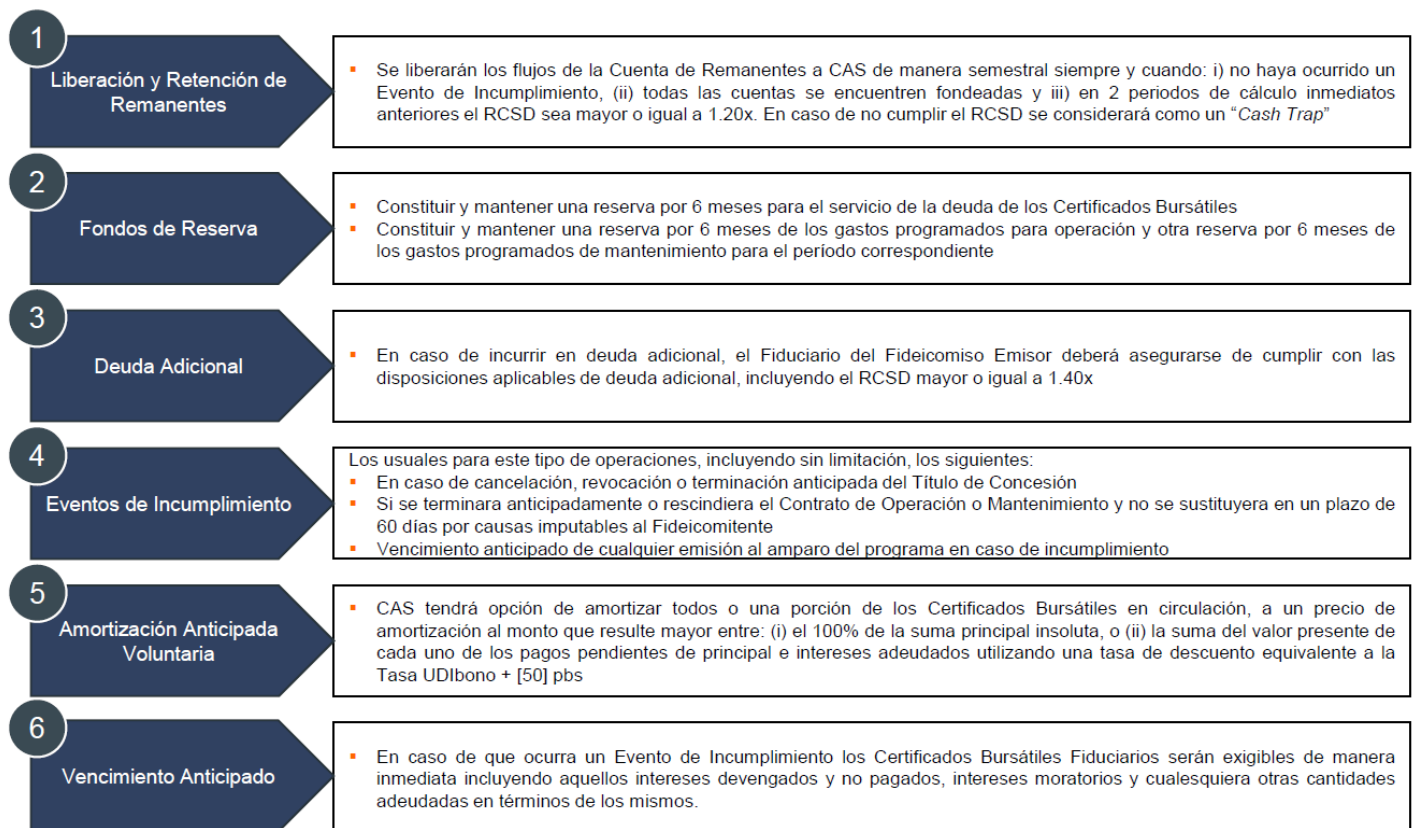 1
Liberación y Retención de
Remanentes
▪ Se liberarán los flujos de la Cuenta de Remanentes a CAS de manera semestral siempre y cuando: i) no haya ocurrido un
Evento de Incumplimiento, (ii) todas las cuentas se encuentren fondeadas y iii) en 2 periodos de cálculo inmediatos
anteriores el RCSD sea mayor o igual a 1.20x. En caso de no cumplir el RCSD se considerará como un “Cash Trap”
2
Fondos de Reserva
▪ Constituir y mantener una reserva por 6 meses para el servicio de la deuda de los Certificados Bursátiles
▪ Constituir y mantener una reserva por 6 meses de los gastos programados para operación y otra reserva por 6 meses de
los gastos programados de mantenimiento para el período correspondiente
3
Deuda Adicional
▪ En caso de incurrir en deuda adicional, el Fiduciario del Fideicomiso Emisor deberá asegurarse de cumplir con las
disposiciones aplicables de deuda adicional, incluyendo el RCSD mayor o igual a 1.40x
4
Eventos de Incumplimiento
Los usuales para este tipo de operaciones, incluyendo sin limitación, los siguientes:
▪ En caso de cancelación, revocación o terminación anticipada del Título de Concesión
▪ Si se terminara anticipadamente o rescindiera el Contrato de Operación o Mantenimiento y no se sustituyera en un plazo de
60 días por causas imputables al Fideicomitente
▪ Vencimiento anticipado de cualquier emisión al amparo del programa en caso de incumplimiento
5
Amortización Anticipada
Voluntaria
▪ CAS tendrá opción de amortizar todos o una porción de los Certificados Bursátiles en circulación, a un precio de
amortización al monto que resulte mayor entre: (i) el 100% de la suma principal insoluta, o (ii) la suma del valor presente de
cada uno de los pagos pendientes de principal e intereses adeudados utilizando una tasa de descuento equivalente a la
Tasa UDIbono + [50] pbs
6
Vencimiento Anticipado
▪ En caso de que ocurra un Evento de Incumplimiento los Certificados Bursátiles Fiduciarios serán exigibles de manera
inmediata incluyendo aquellos intereses devengados y no pagados, intereses moratorios y cualesquiera otras cantidades
adeudadas en términos de los mismos.